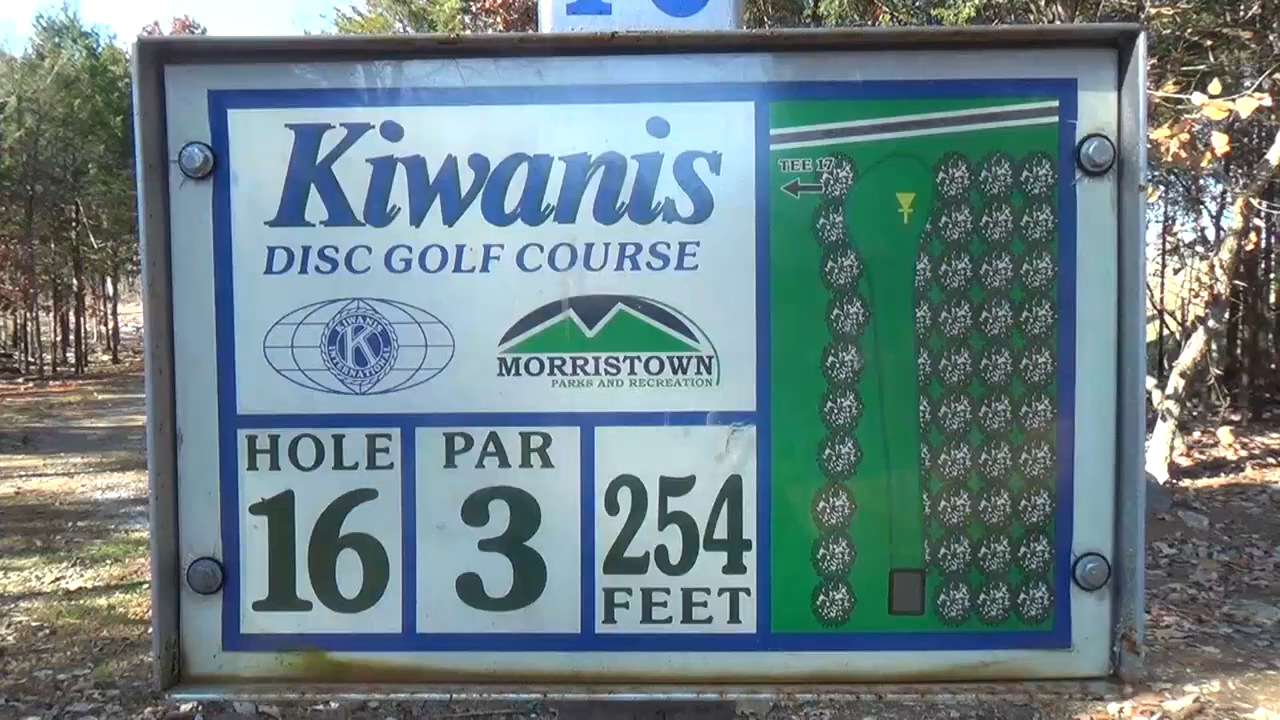 Kiwanis
DISC GOLF COURSE
KIWANIS
K
INTERNATIONAL
MORRISTOWN
PARKS AND RECREATION
HOLE
16
PAR
3
254
FEET
TEE 17